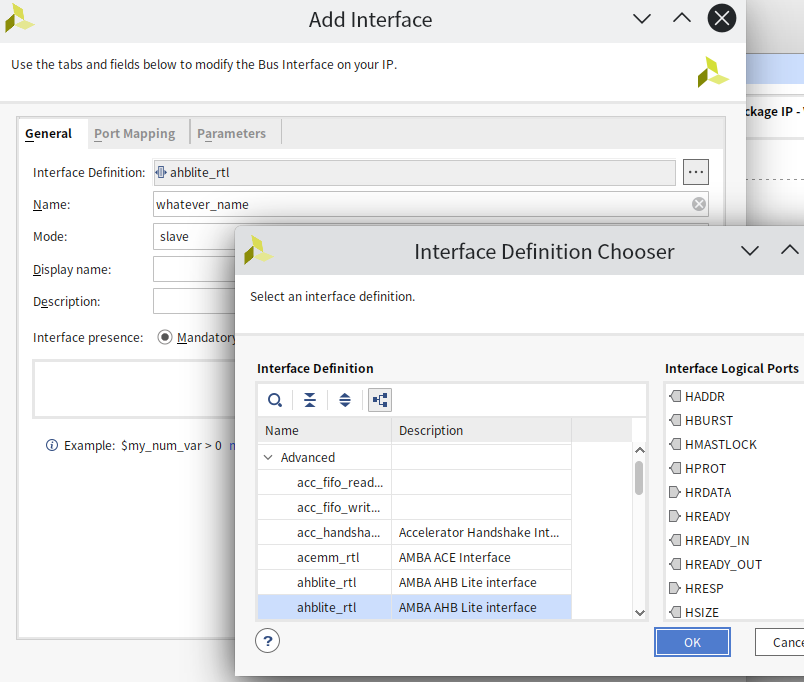 Add Interface
Use the tabs and fields below to modify the Bus Interface on your IP.
ckage IP -
General
Port Mapping
Parameters
Interface Definition:
ahblite_rtl
...
Name:
whatever_name
Mode:
slave
Display name:
Description:
Interface presence:
Mandatory
Example: $my_num_var > 0
Interface Definition Chooser
Select an interface definition.
Interface Definition
Name Description
Advanced
acc_fifo_read...
acc_fifo_writ...
acc_handsha... Accelerator Handshake Int...
acemm_rtl AMBA ACE Interface
ahblite_rtl AMBA AHB Lite interface
ahblite_rtl AMBA AHB Lite interface
Interface Logical Ports
HADDR
HBURST
HMASTLOCK
HPROT
HRDATA
HREADY
HREADY_IN
HREADY_OUT
HRESP
HSIZE
?
OK
Cance